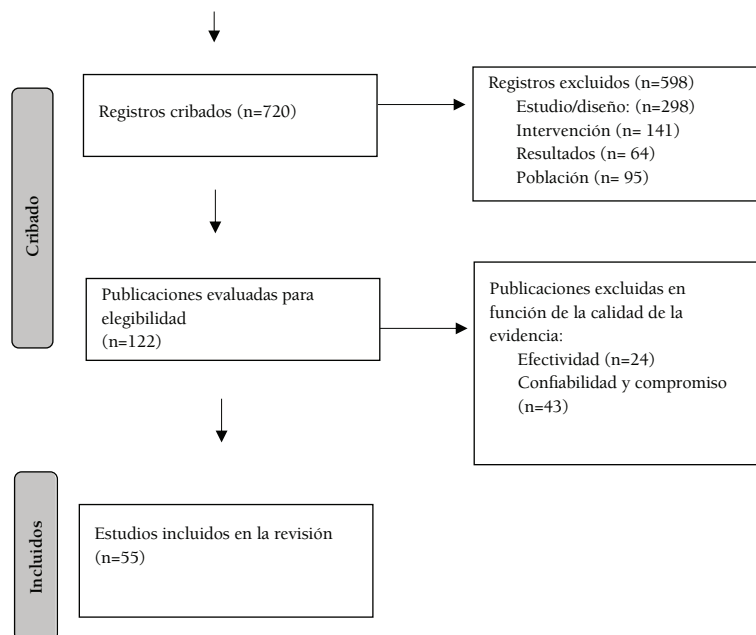 Cribado
Registros cribados (n=720)
Registros excluidos (n=598)
Estudio/diseño: (n=298)
Intervención (n= 141)
Resultados (n= 64)
Población (n= 95)
Publicaciones evaluadas para
elegibilidad
(n=122)
Publicaciones excluidas en
función de la calidad de la
evidencia:
Efectividad (n=24)
Confiabilidad y compromiso
(n=43)
Incluidos
Estudios incluidos en la revisión
(n=55)